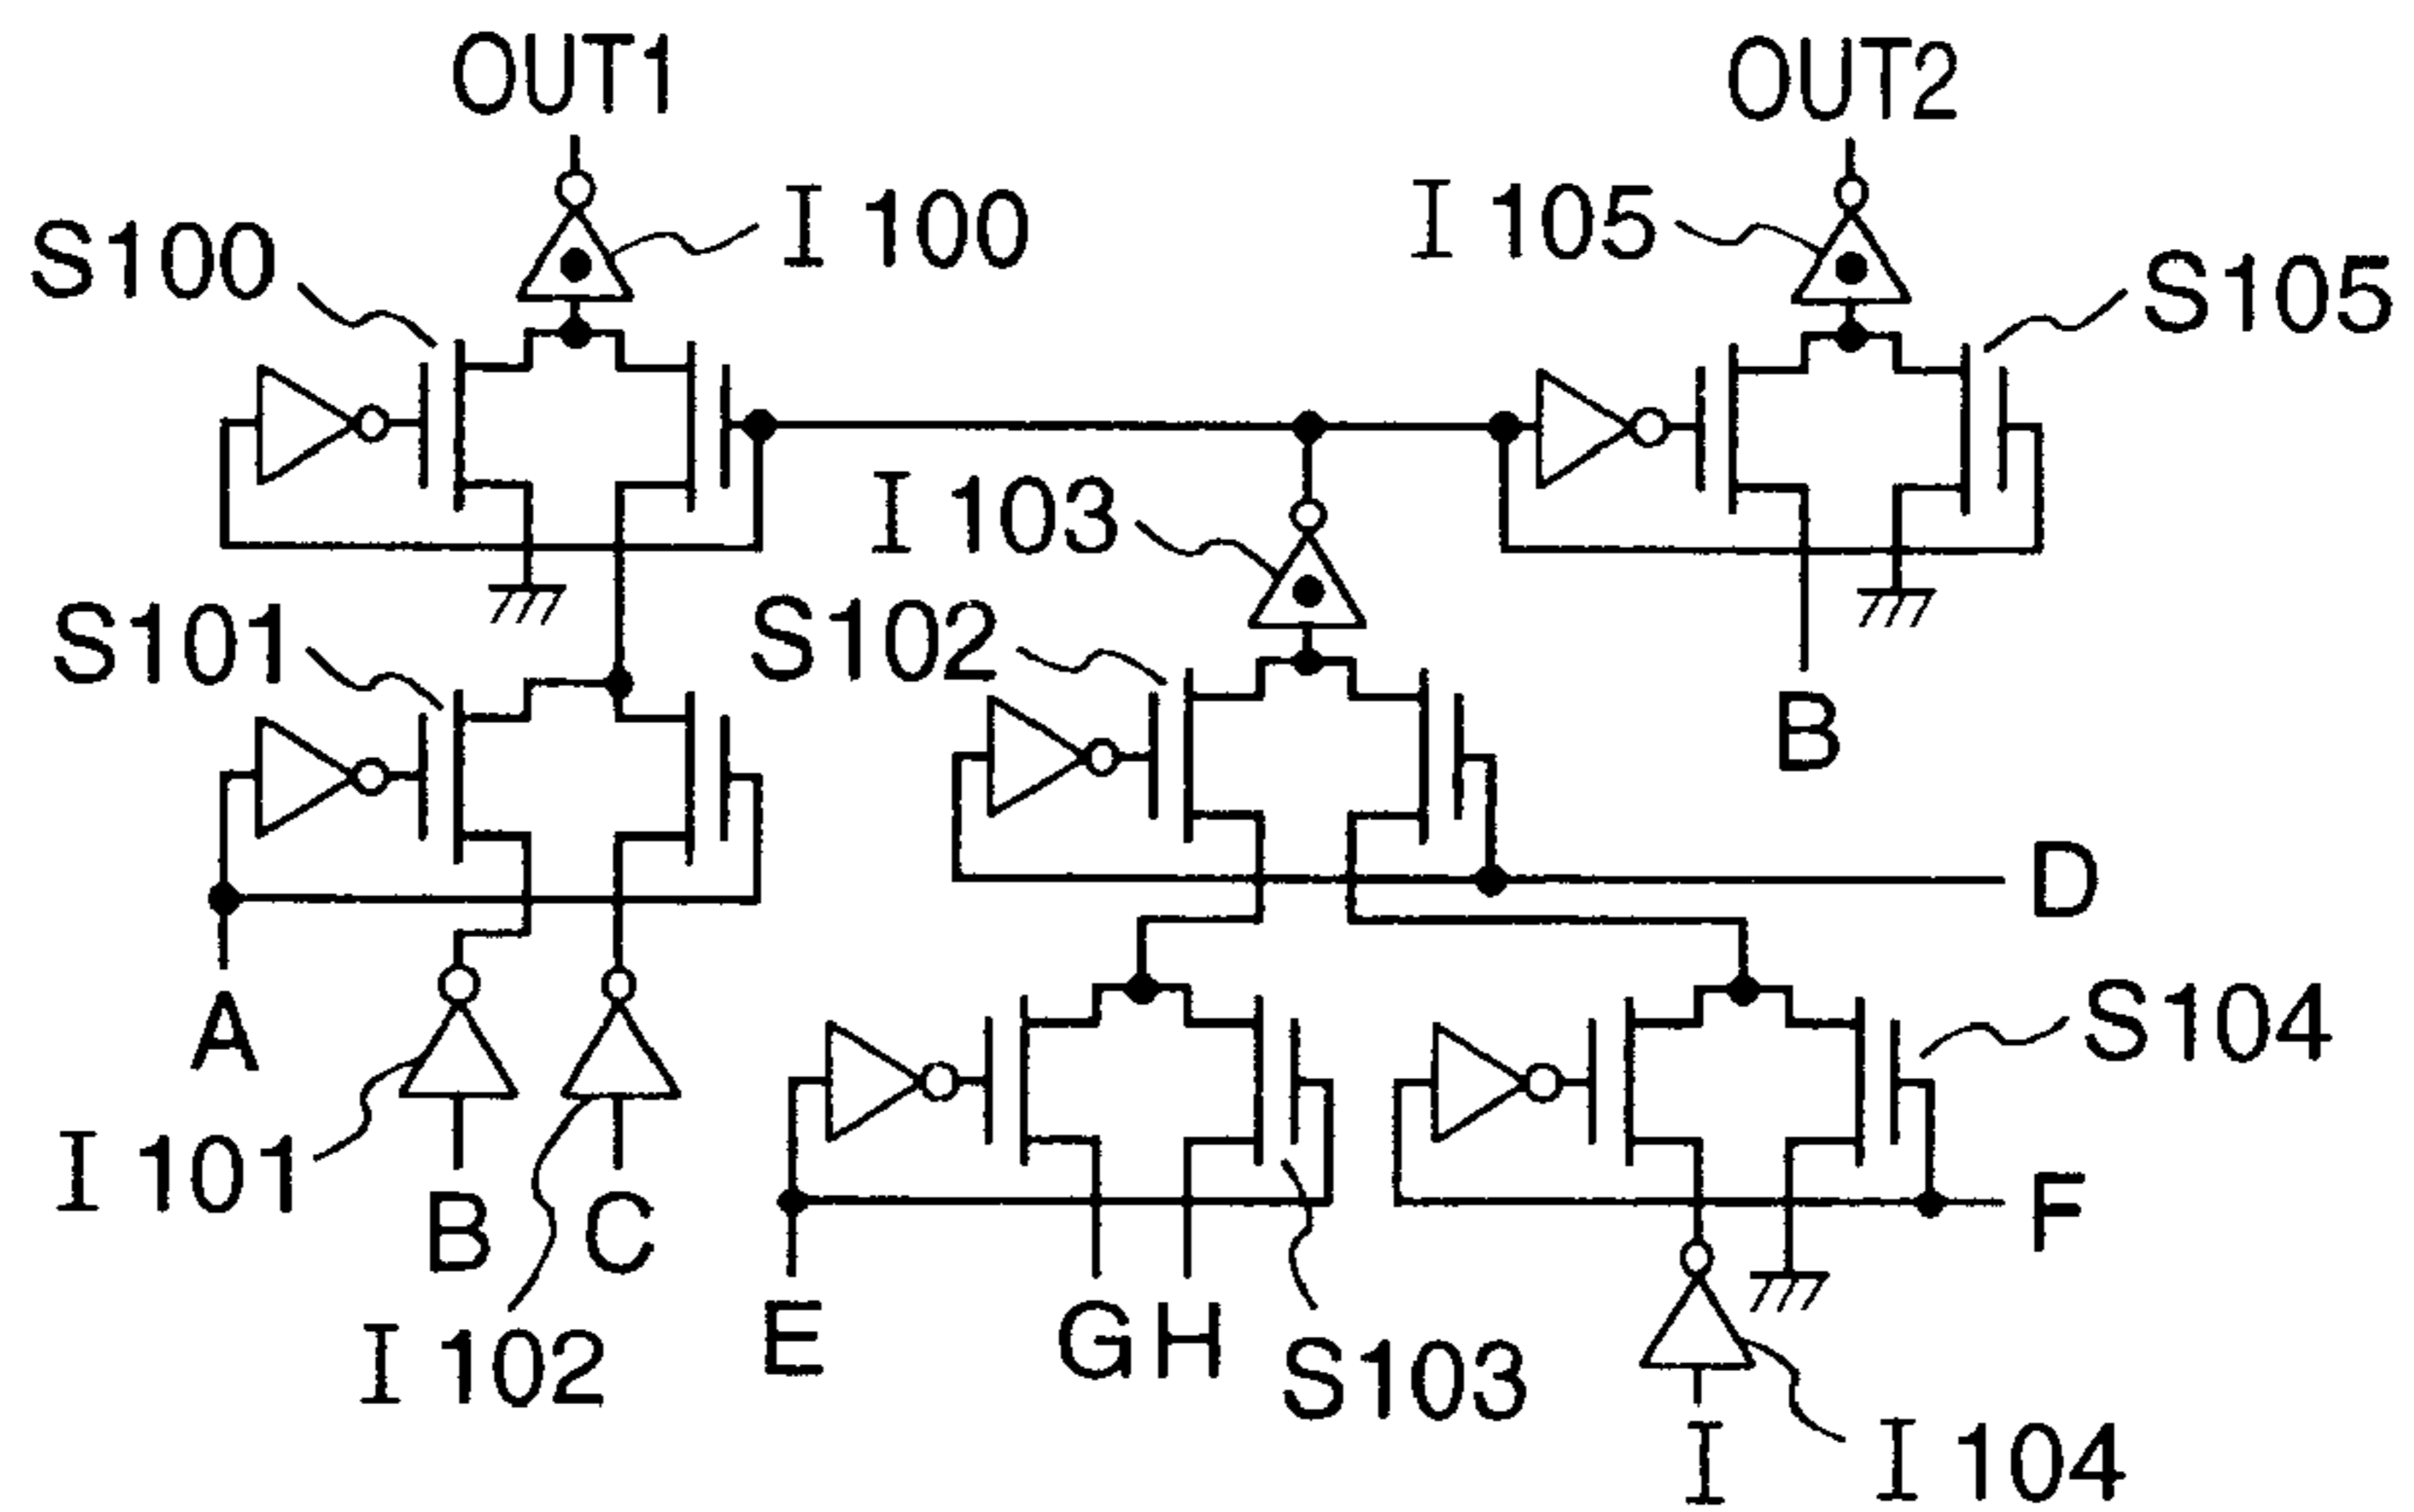 OUT1
OUT2
S100
I 100
I 105
S105
I 103
S101
S102
B
D
A
S104
I 101
B
C
F
I 102
E
G H
S103
I
I 104